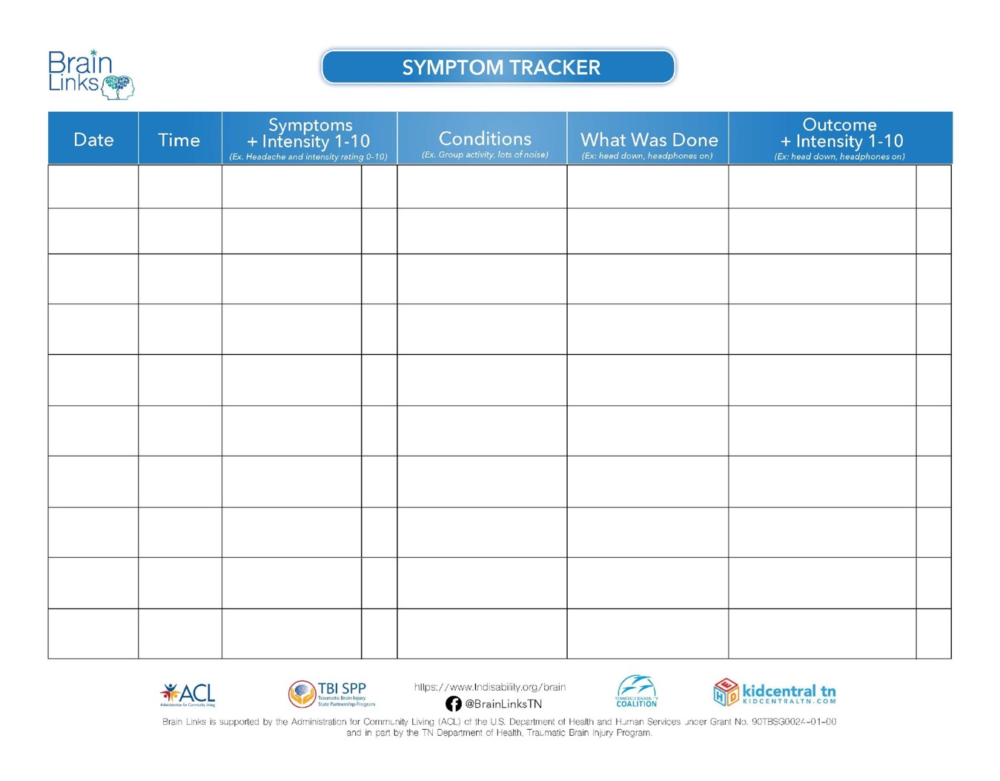 Brain
Links
SYMPTOM TRACKER
Date
Time
Symptoms
+ Intensity 1-10
(Ex. Headache and intensity rating 0-10)
Conditions
(Ex. Group activity, lots of noise)
What Was Done
(Ex: head down, headphones on)
Outcome
+ Intensity 1-10
(Ex: head down, headphones on)
ACL
Administration for Community Living
TBI SPP
Traumatic Brain Injury
State Partnership Program
https://www.tndisability.org/brain
@BrainLinksTN
TENNESSEE DISABILITY
COALITION
HED
kidcentral tn
KIDCENTRALTN.COM
Brain Links is supported by the Administration for Community Living (ACL) of the U.S. Department of Health and Human Services under Grant No. 90TBSG0024-01-00
and in part by the TN Department of Health, Traumatic Brain Injury Program.